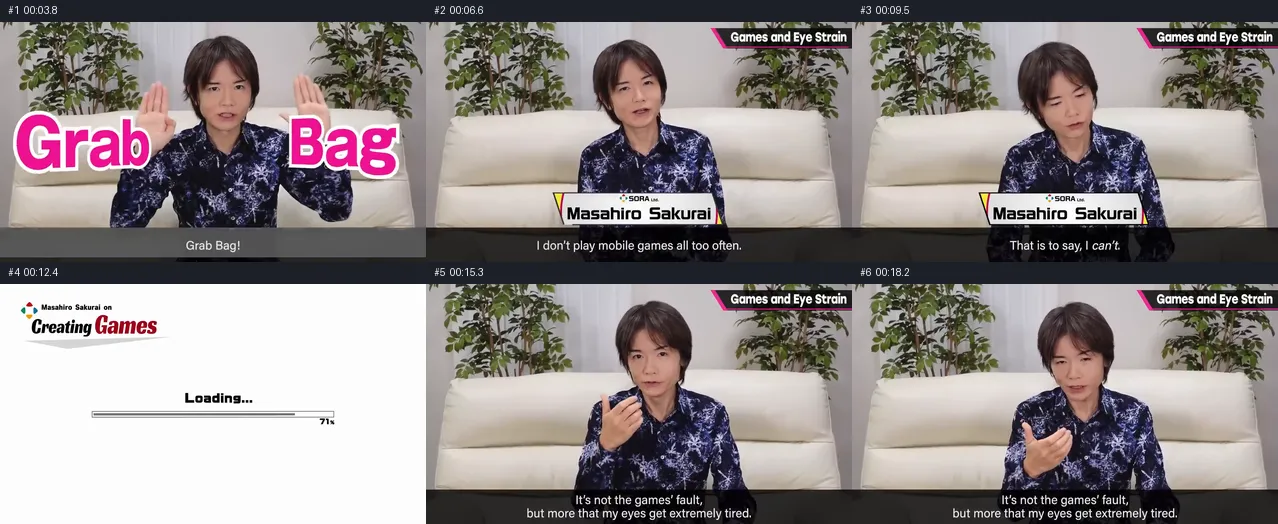 #1 00:03.8
Grab Bag
Grab Bag!
#2 00:06.6
Games and Eye Strain
SORA Ltd.
Masahiro Sakurai
I don't play mobile games all too often.
#3 00:09.5
Games and Eye Strain
SORA Ltd.
Masahiro Sakurai
That is to say, I can't.
#4 00:12.4
Masahiro Sakurai on
Creating Games
Loading...
71%
#5 00:15.3
Games and Eye Strain
It's not the games' fault,
but more that my eyes get extremely tired.
#6 00:18.2
Games and Eye Strain
It's not the games' fault,
but more that my eyes get extremely tired.